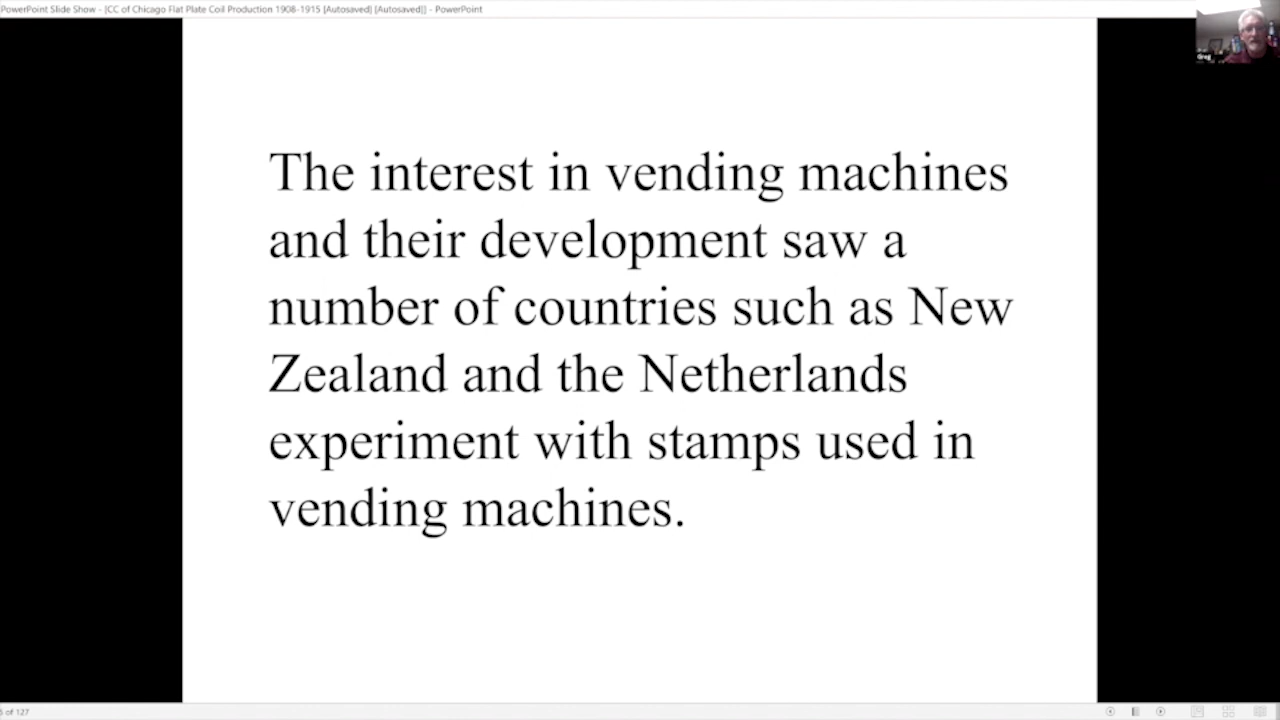 PowerPoint Slide Show - [CC of Chicago Flat Plate Coil Production 1908-1915 [Autosaved] [Autosaved]] - PowerPoint
Greg
The interest in vending machines
and their development saw a
number of countries such as New
Zealand and the Netherlands
experiment with stamps used in
vending machines.
of 127